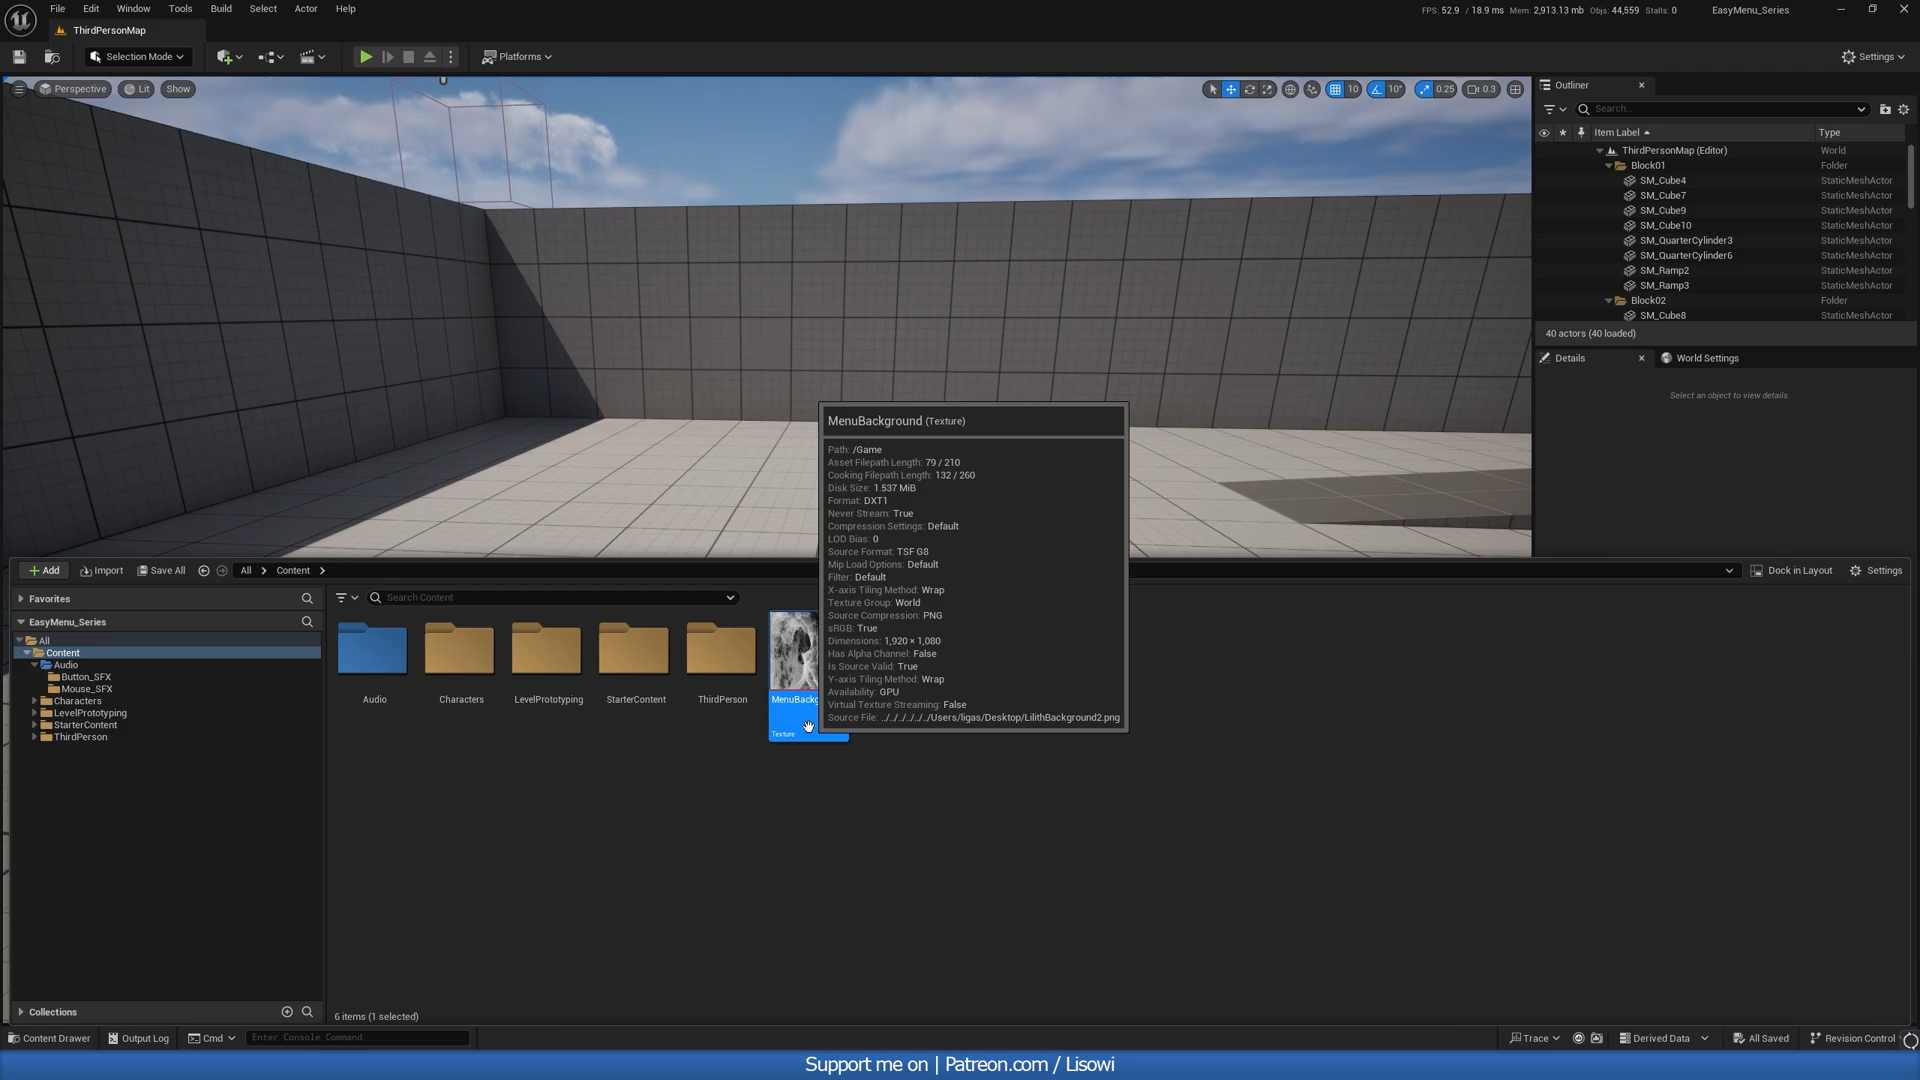 File Edit Window Tools Build Select Actor Help
FPS: 52.9 / 18.9 ms Mem: 2,913.13 mb Objs: 44,559 Stalls: 0
EasyMenu_Series
ThirdPersonMap
Selection Mode
Platforms
Settings
Perspective
Lit
Show
10
10°
0.25
0.3
Outliner
Search...
Item Label
Type
ThirdPersonMap (Editor) World
Block01 Folder
SM_Cube4 StaticMeshActor
SM_Cube7 StaticMeshActor
SM_Cube9 StaticMeshActor
SM_Cube10 StaticMeshActor
SM_QuarterCylinder3 StaticMeshActor
SM_QuarterCylinder6 StaticMeshActor
SM_Ramp2 StaticMeshActor
SM_Ramp3 StaticMeshActor
Block02 Folder
SM_Cube8 StaticMeshActor
40 actors (40 loaded)
Details
World Settings
Select an object to view details.
MenuBackground (Texture)
Path: /Game
Asset Filepath Length: 79 / 210
Cooking Filepath Length: 132 / 260
Disk Size: 1.537 MiB
Format: DXT1
Never Stream: True
Compression Settings: Default
LOD Bias: 0
Source Format: TSF G8
Mip Load Options: Default
Filter: Default
X-axis Tiling Method: Wrap
Texture Group: World
Source Compression: PNG
sRGB: True
Dimensions: 1,920 × 1,080
Has Alpha Channel: False
Is Source Valid: True
Y-axis Tiling Method: Wrap
Availability: GPU
Virtual Texture Streaming: False
Source File: ../../../../../../Users/ligas/Desktop/LilithBackground2.png
Add
Import
Save All
All
Content
Dock in Layout
Settings
Favorites
EasyMenu_Series
All
Content
Audio
Button_SFX
Mouse_SFX
Characters
LevelPrototyping
StarterContent
ThirdPerson
Search Content
Audio
Characters
LevelPrototyping
StarterContent
ThirdPerson
MenuBackg
Texture
Collections
6 items (1 selected)
Content Drawer
Output Log
Cmd
Enter Console Command
Trace
Derived Data
All Saved
Revision Control
Support me on | Patreon.com / Lisowi